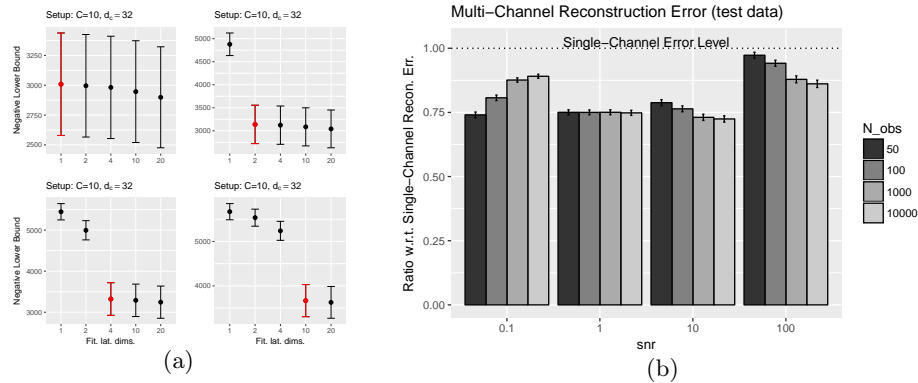 Setup: C=10, d_c = 32
Negative Lower Bound
3250
3000
2750
2500
1 2 4 10 20
Setup: C=10, d_c = 32
5000
4000
3000
1 2 4 10 20
Setup: C=10, d_c = 32
Negative Lower Bound
5000
4000
3000
1 2 4 10 20
Fit. lat. dims.
Setup: C=10, d_c = 32
5000
4000
1 2 4 10 20
Fit. lat. dims.
(a)
Multi−Channel Reconstruction Error (test data)
Single−Channel Error Level
Ratio w.r.t. Single−Channel Recon. Err.
1.00
0.75
0.50
0.25
0.00
0.1 1 10 100
snr
N_obs
50
100
1000
10000
(b)